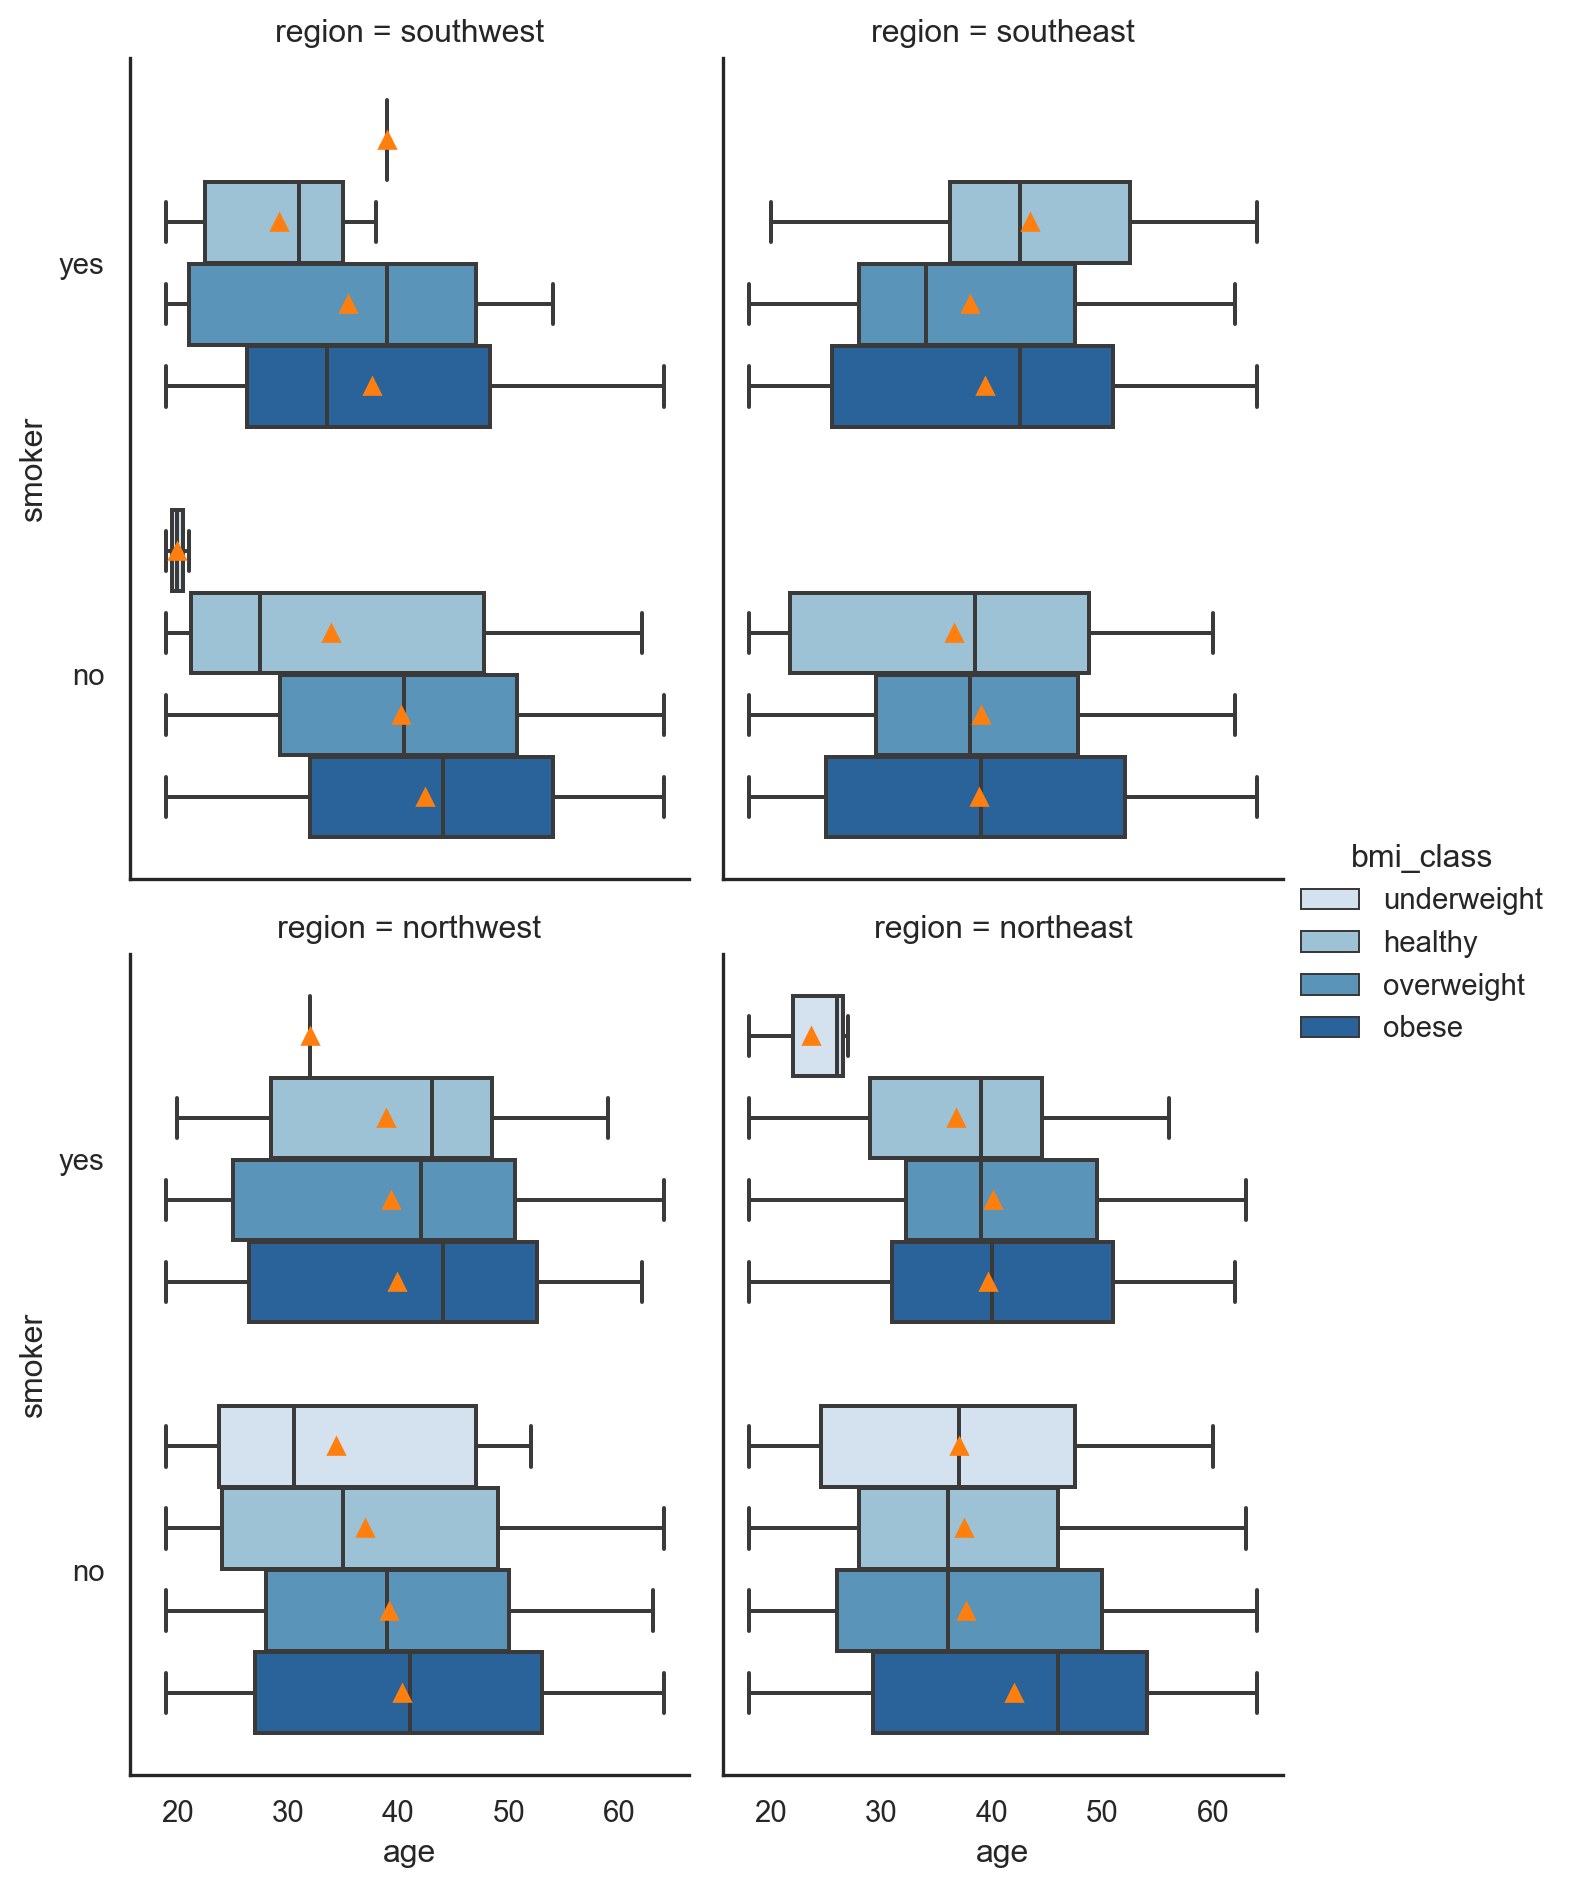 region = southwest
region = southeast
yes
smoker
no
bmi_class
underweight
healthy
overweight
obese
region = northwest
region = northeast
yes
smoker
no
20 30 40 50 60
20 30 40 50 60
age
age